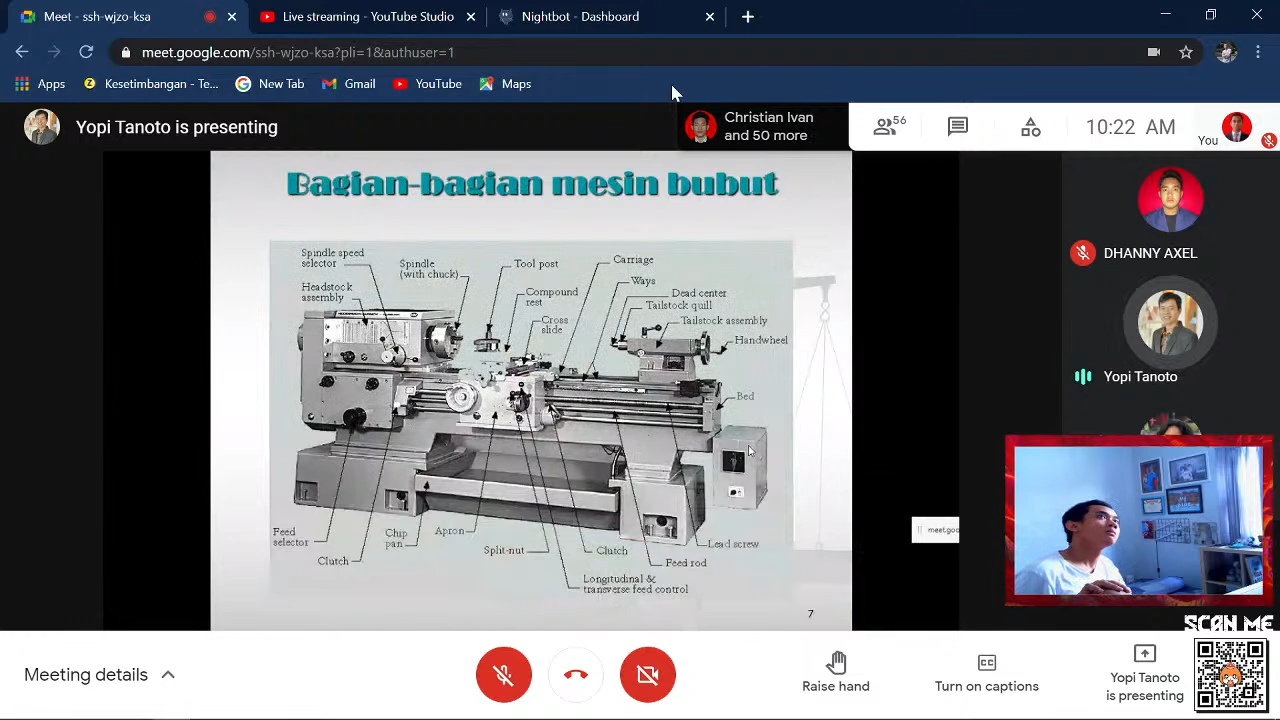 Meet - ssh-wjzo-ksa
Live streaming - YouTube Studio
Nightbot - Dashboard
meet.google.com/ssh-wjzo-ksa?pli=1&authuser=1
Apps
Kesetimbangan - Te...
New Tab
Gmail
YouTube
Maps
Yopi Tanoto is presenting
Christian Ivan
and 50 more
56
10:22 AM
You
Bagian-bagian mesin bubut
Spindle speed
selector
Spindle
(with chuck)
Tool post
Carriage
Headstock
assembly
Compound
rest
Ways
Dead center
Tailstock quill
Cross
slide
Tailstock assembly
Handwheel
Bed
Feed
selector
Clutch
Chip
pan
Apron
Split-nut
Clutch
Lead screw
Feed rod
Longitudinal &
transverse feed control
7
DHANNY AXEL
Yopi Tanoto
meet.goo
SCAN ME
Meeting details
Raise hand
Turn on captions
Yopi Tanoto
is presenting